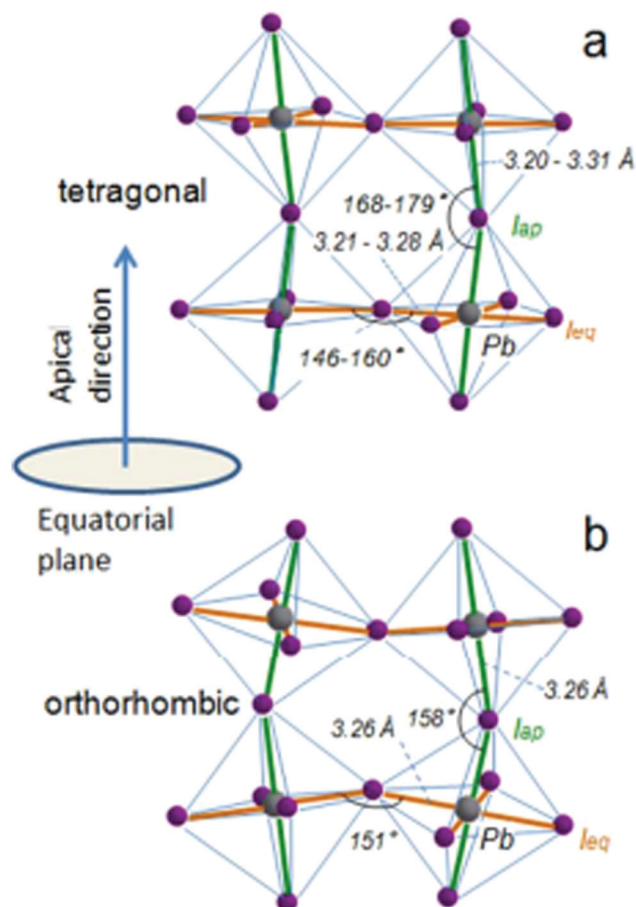 a
3.20 - 3.31 Å
tetragonal
168-179°
Iap
3.21 - 3.28 Å
Apical
direction
146-160°
Pb
Ieq
Equatorial
plane
b
orthorhombic
3.26 Å
3.26 Å
158°
Iap
151°
Pb
Ieq